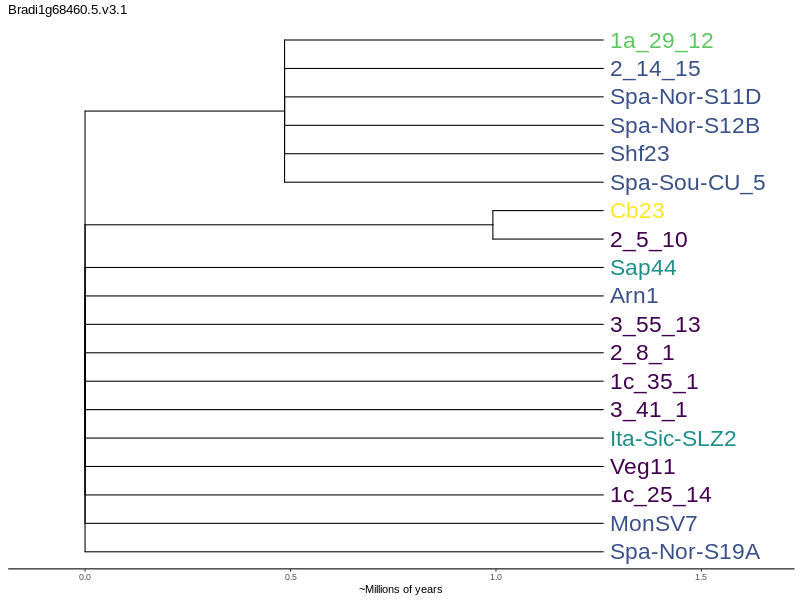 Bradi1g68460.5.v3.1
1a_29_12
2_14_15
Spa-Nor-S11D
Spa-Nor-S12B
Shf23
Spa-Sou-CU_5
Cb23
2_5_10
Sap44
Arn1
3_55_13
2_8_1
1c_35_1
3_41_1
Ita-Sic-SLZ2
Veg11
1c_25_14
MonSV7
Spa-Nor-S19A
0.0 0.5 1.0 1.5
~Millions of years